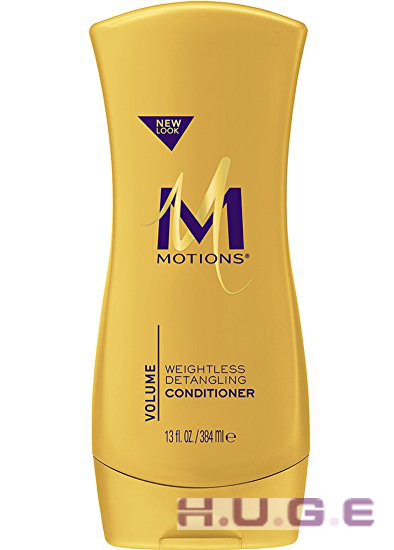 NEW
LOOK
M
MOTIONS®
VOLUME
WEIGHTLESS
DETANGLING
CONDITIONER
13 fl. oz./384 ml ℮
H.U.G.E